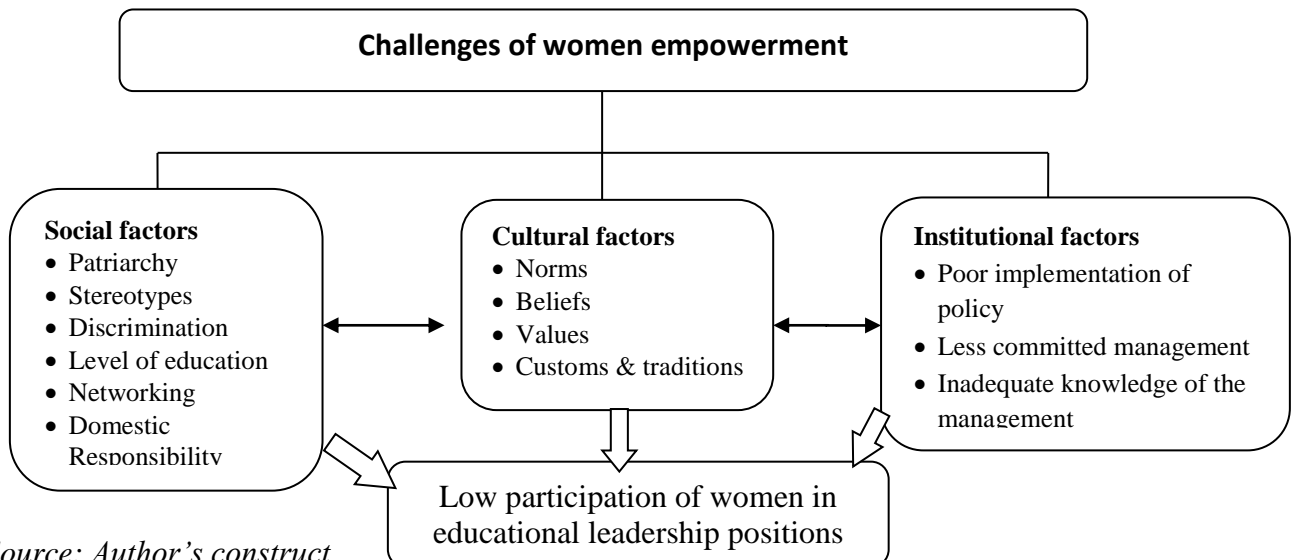 Challenges of women empowerment
Social factors
• Patriarchy
• Stereotypes
• Discrimination
• Level of education
• Networking
• Domestic
Responsibility
Cultural factors
• Norms
• Beliefs
• Values
• Customs & traditions
Institutional factors
• Poor implementation of
policy
• Less committed management
• Inadequate knowledge of the
management
Low participation of women in
educational leadership positions
ource: Author's construct